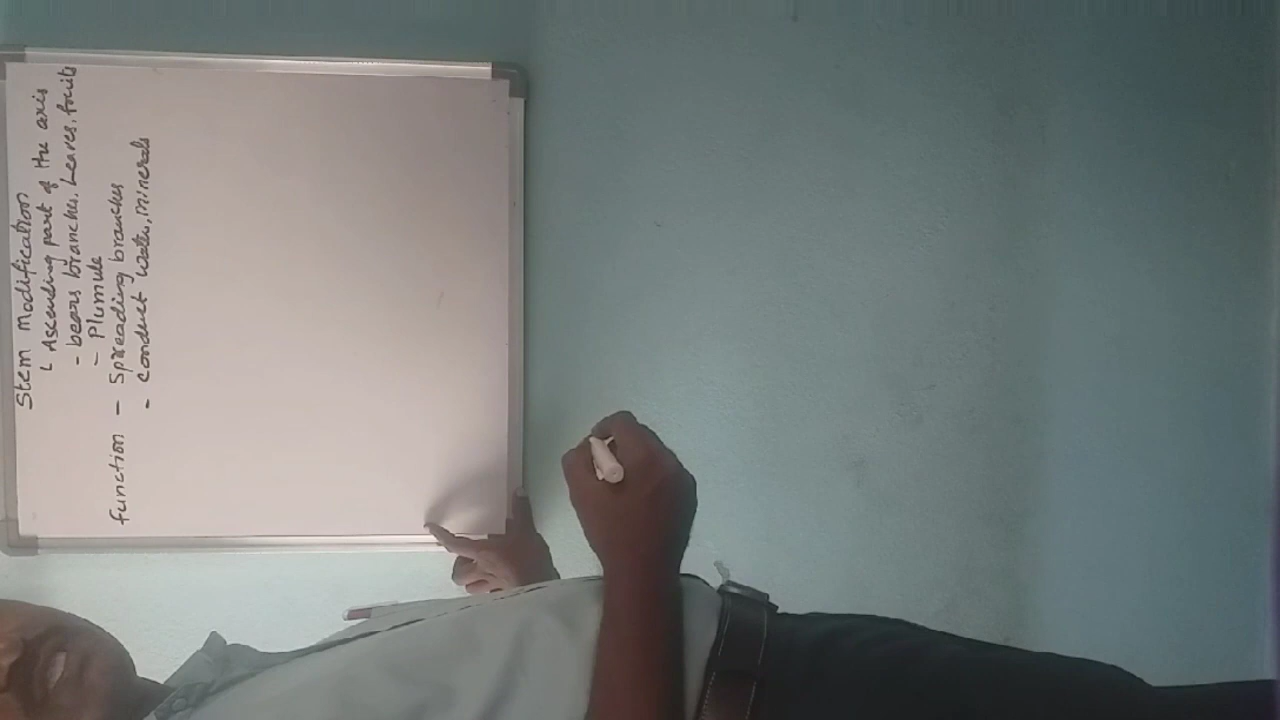 Stem Modification
Ascending part of the axis
- bears branches, Leaves, fruits
- Plumule
function - Spreading branches
- conduct water, minerals